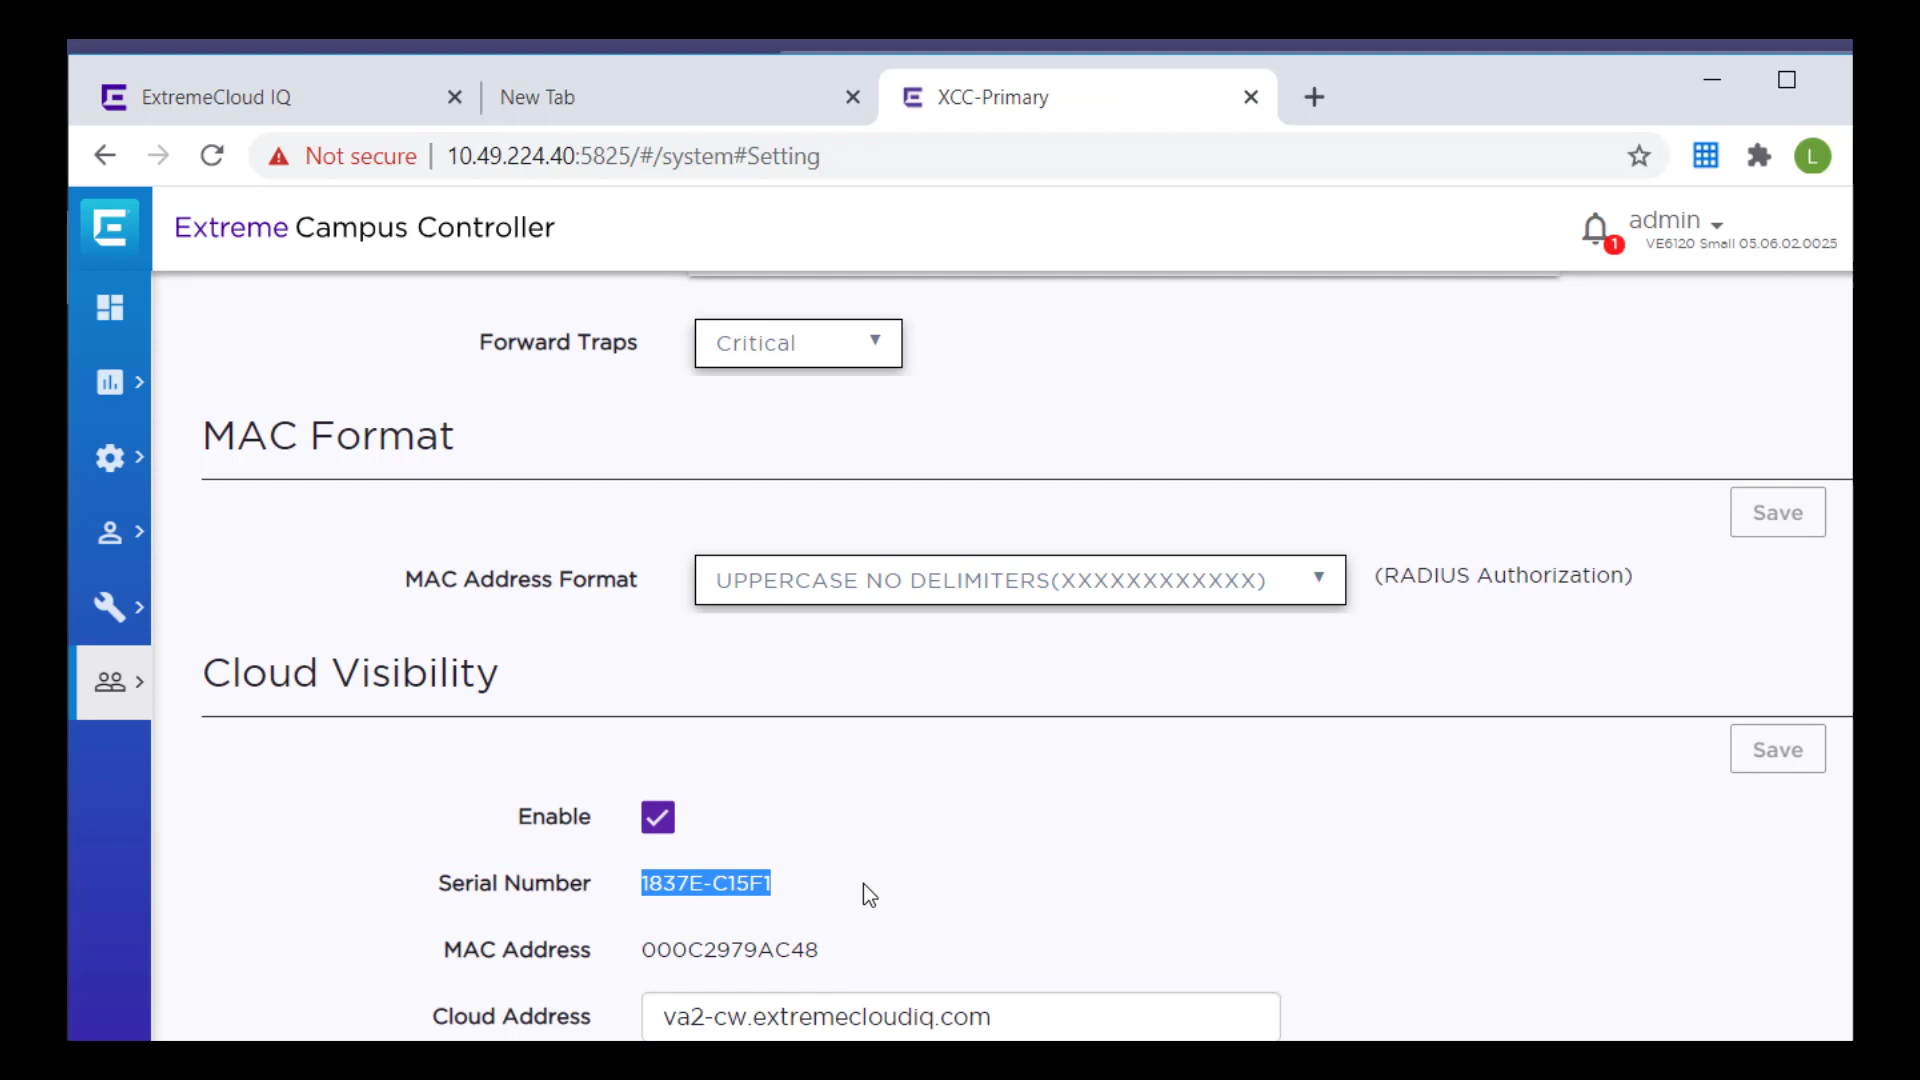 ExtremeCloud IQ
New Tab
XCC-Primary
Not secure | 10.49.224.40:5825/#/system#Setting
L
Extreme Campus Controller
1
admin
VE6120 Small 05.06.02.0025
Forward Traps
Critical
MAC Format
Save
MAC Address Format
UPPERCASE NO DELIMITERS(XXXXXXXXXXXX)
(RADIUS Authorization)
Cloud Visibility
Save
Enable
Serial Number
1837E-C15F1
MAC Address
000C2979AC48
Cloud Address
va2-cw.extremecloudiq.com